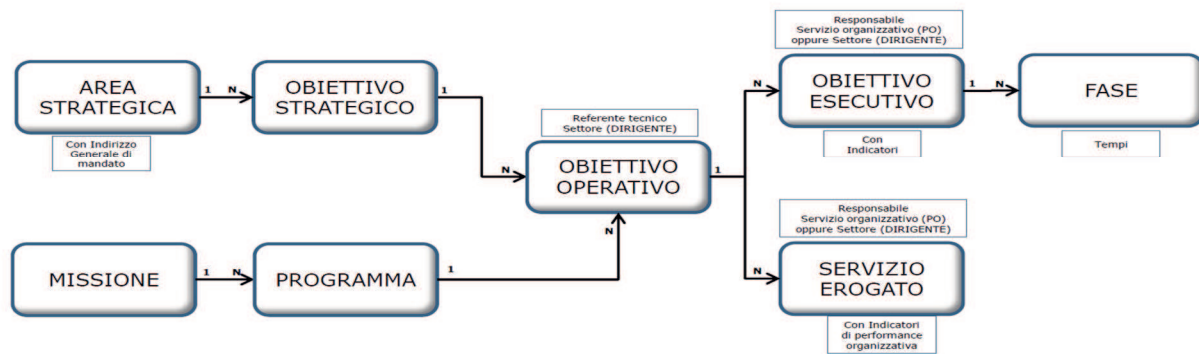 Responsabile
Servizio organizzativo (PO)
oppure Settore (DIRIGENTE)
AREA
STRATEGICA
1
N
OBIETTIVO
STRATEGICO
1
N
OBIETTIVO
ESECUTIVO
1
N
FASE
Con Indirizzo
Generale di
mandato
Referente tecnico
Settore (DIRIGENTE)
Con
Indicatori
Tempi
N
OBIETTIVO
OPERATIVO
1
Responsabile
Servizio organizzativo (PO)
oppure Settore (DIRIGENTE)
N
MISSIONE
1
N
PROGRAMMA
1
N
SERVIZIO
EROGATO
Con Indicatori
di performance
organizzativa